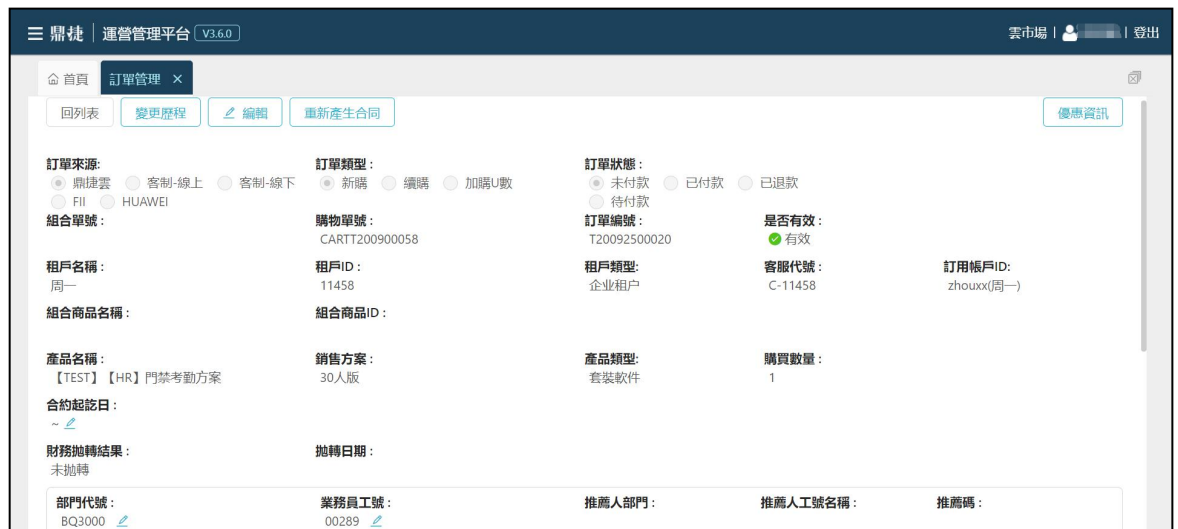 鼎捷 運營管理平台 V3.6.0 雲市場 登出
首頁 訂單管理
回列表 變更歷程 編輯 重新產生合同 優惠資訊
訂單來源: 訂單類型 : 訂單狀態 :
鼎捷雲 客制-線上 客制-線下 新購 續購 加購U數 未付款 已付款 已退款
FII HUAWEI 待付款
組合單號 : 購物單號 : 訂單編號 : 是否有效 :
CARTT200900058 T20092500020 有效
租戶名稱 : 租戶ID : 租戶類型: 客服代號 : 訂用帳戶ID:
周一 11458 企业租户 C-11458 zhouxx(周一)
組合商品名稱 : 組合商品ID :
產品名稱 : 銷售方案 : 產品類型: 購買數量 :
【TEST】【HR】門禁考勤方案 30人版 套裝軟件 1
合約起訖日 :
~
財務拋轉結果 : 拋轉日期 :
未拋轉
部門代號 : 業務員工號 : 推薦人部門 : 推薦人工號名稱 : 推薦碼 :
BQ3000 00289